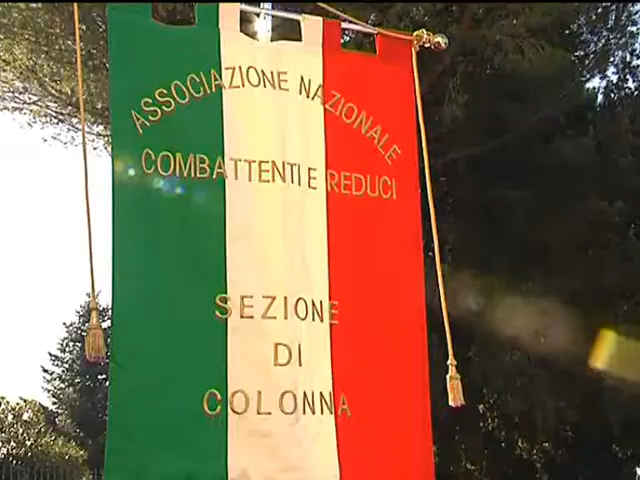 ASSOCIAZIONE NAZIONALE
COMBATTENTI E REDUCI
SEZIONE
DI
COLONNA